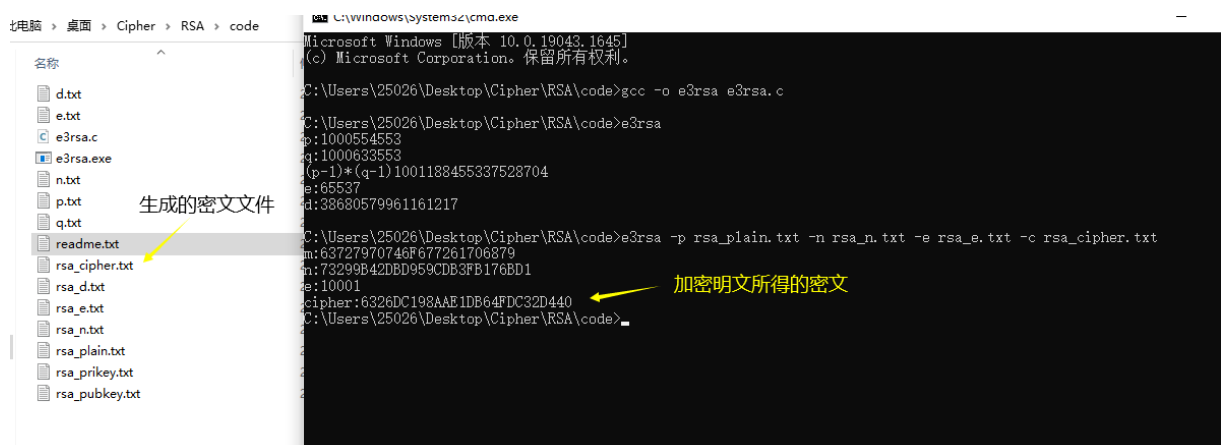 此电脑 > 桌面 > Cipher > RSA > code
名称
d.txt
e.txt
e3rsa.c
e3rsa.exe
n.txt
p.txt
q.txt
readme.txt
rsa_cipher.txt
rsa_d.txt
rsa_e.txt
rsa_n.txt
rsa_plain.txt
rsa_prikey.txt
rsa_pubkey.txt
生成的密文文件
C:\Windows\System32\cmd.exe
Microsoft Windows [版本 10.0.19043.1645]
(c) Microsoft Corporation。保留所有权利。
C:\Users\25026\Desktop\Cipher\RSA\code>gcc -o e3rsa e3rsa.c
C:\Users\25026\Desktop\Cipher\RSA\code>e3rsa
p:1000554553
q:1000633553
(p-1)*(q-1)1001188455337528704
e:65537
d:38680579961161217
C:\Users\25026\Desktop\Cipher\RSA\code>e3rsa -p rsa_plain.txt -n rsa_n.txt -e rsa_e.txt -c rsa_cipher.txt
m:63727970746F677261706879
n:73299B42DBD959CDB3FB176BD1
e:10001
cipher:6326DC198AAE1DB64FDC32D440
加密明文所得的密文
C:\Users\25026\Desktop\Cipher\RSA\code>